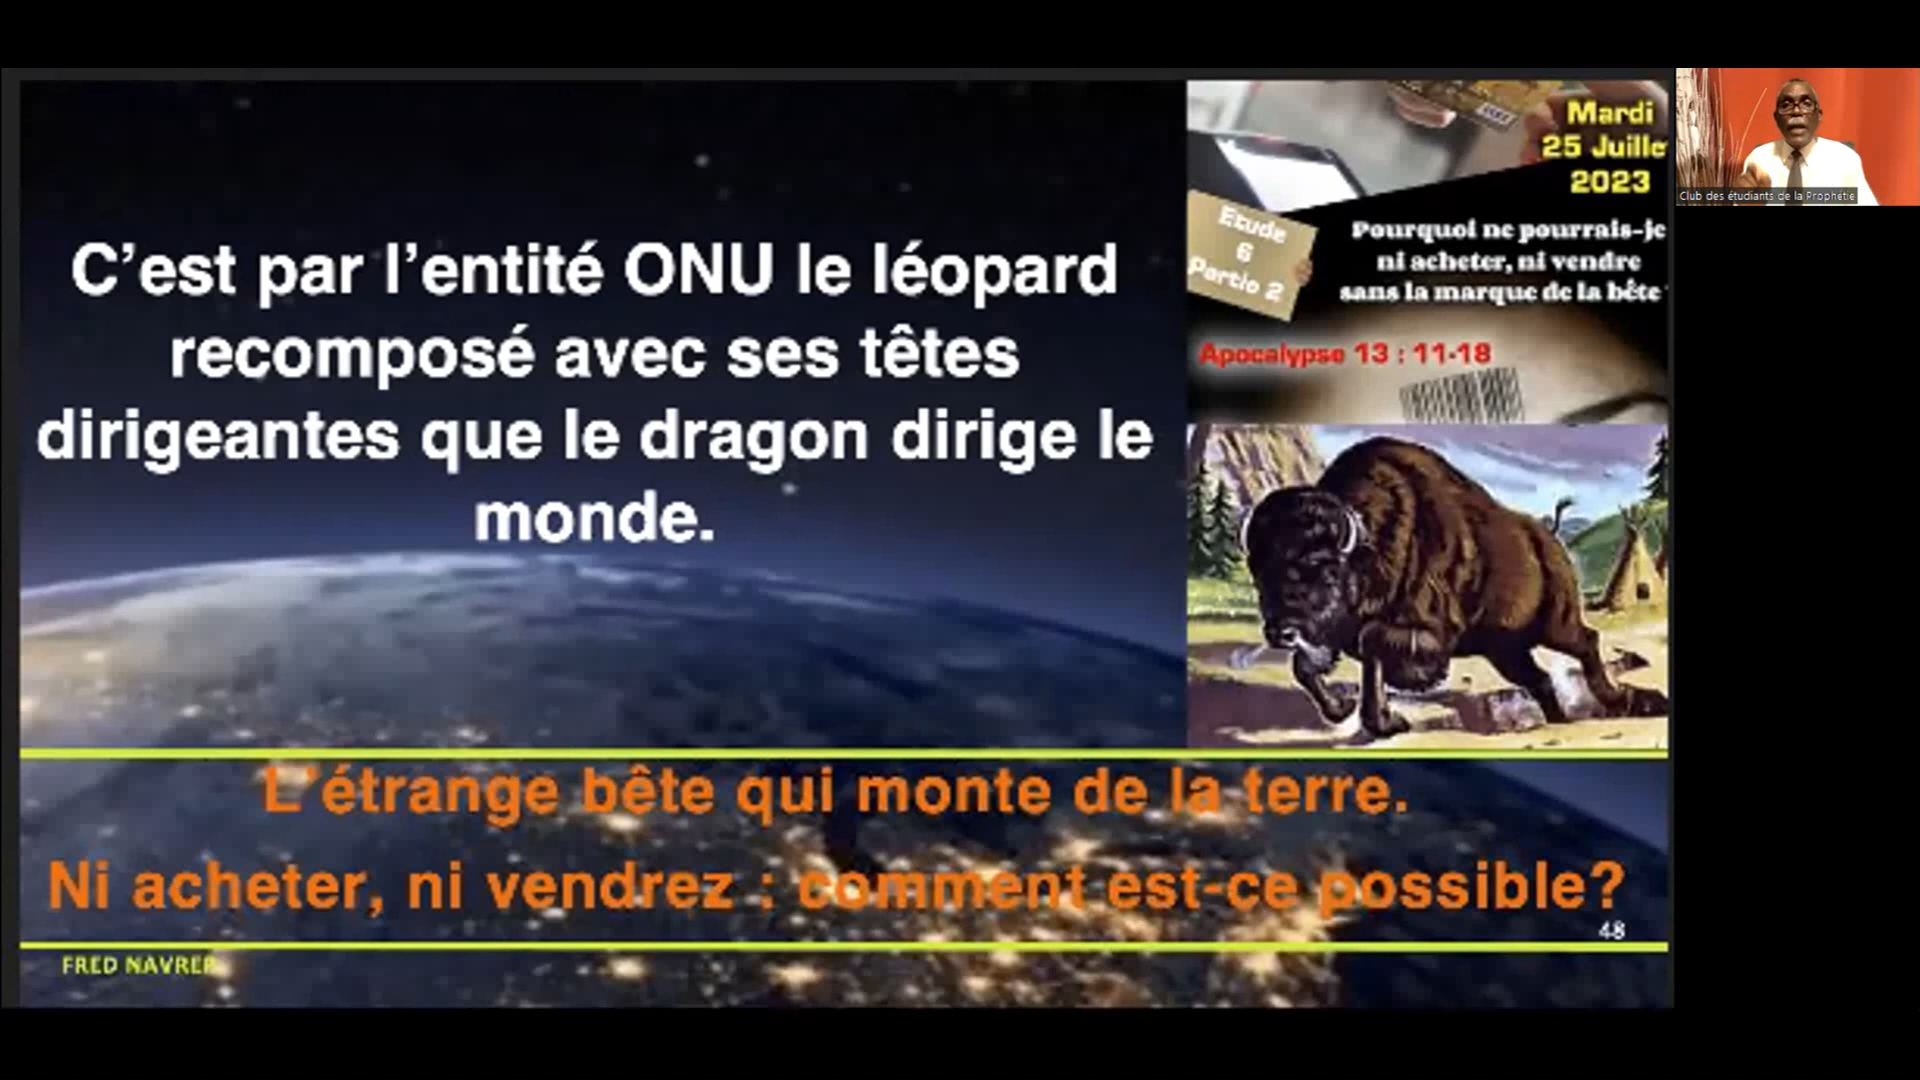 C'est par l'entité ONU le léopard
recomposé avec ses têtes
dirigeantes que le dragon dirige le
monde.
Mardi
25 Juille
2023
Etude
6
Partie 2
Pourquoi ne pourrais-je
ni acheter, ni vendre
sans la marque de la bête
Apocalypse 13 : 11-18
L'étrange bête qui monte de la terre.
Ni acheter, ni vendrez : comment est-ce possible?
48
FRED NAVRER
Club des étudiants de la Prophétie